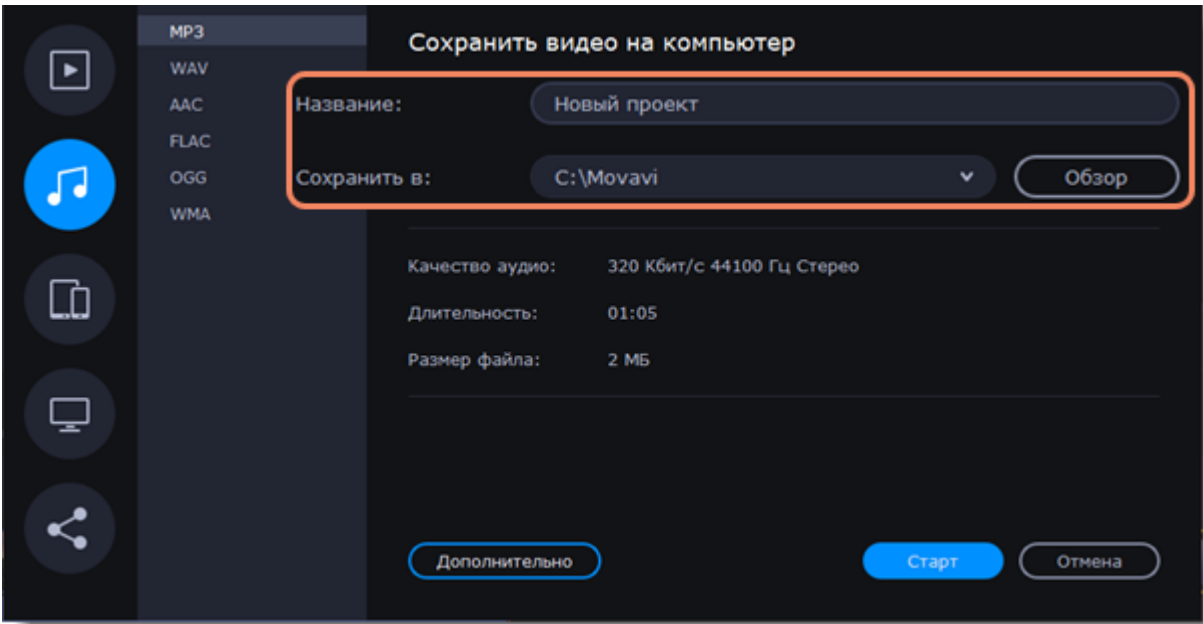 MP3
WAV
AAC
FLAC
OGG
WMA
Сохранить видео на компьютер
Название: Новый проект
Сохранить в: C:\Movavi Обзор
Качество аудио: 320 Кбит/с 44100 Гц Стерео
Длительность: 01:05
Размер файла: 2 МБ
Дополнительно Старт Отмена